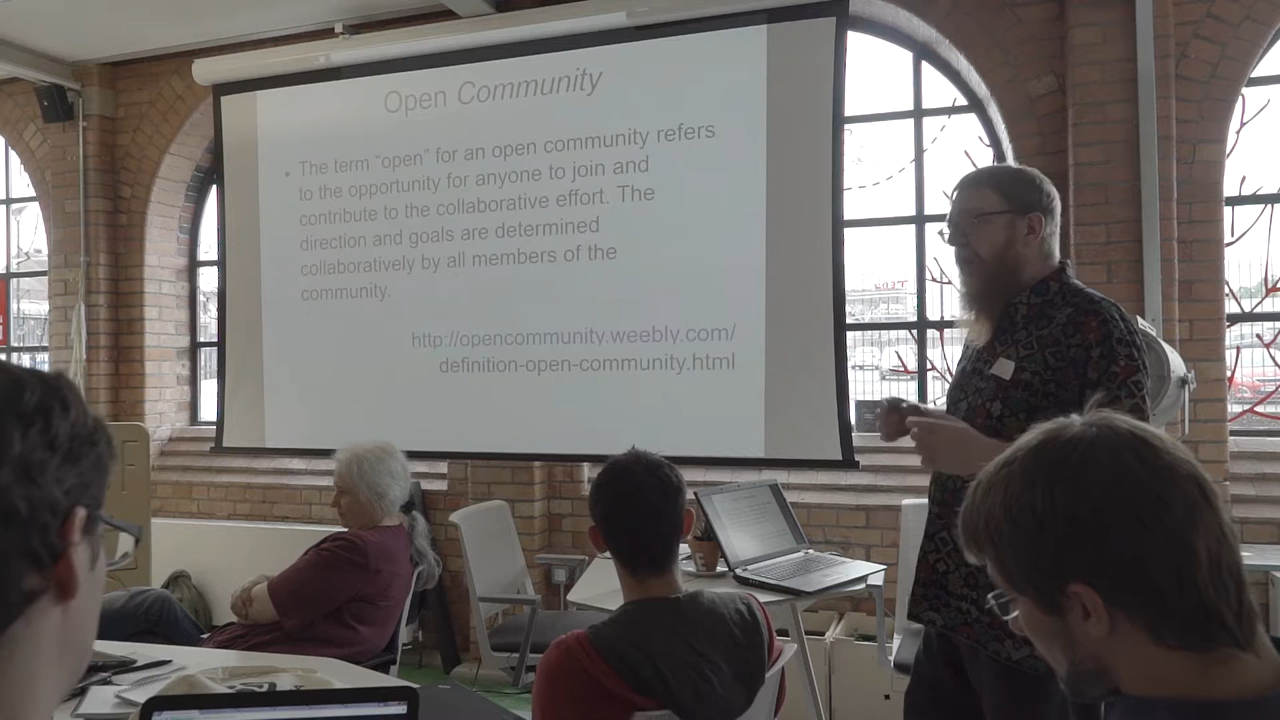 Open Community
• The term "open" for an open community refers
to the opportunity for anyone to join and
contribute to the collaborative effort. The
direction and goals are determined
collaboratively by all members of the
community.
http://opencommunity.weebly.com/
definition-open-community.html